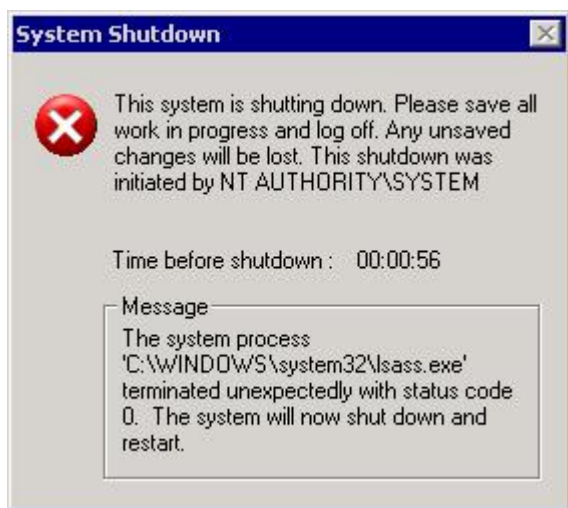 System Shutdown
This system is shutting down. Please save all
work in progress and log off. Any unsaved
changes will be lost. This shutdown was
initiated by NT AUTHORITY\SYSTEM
Time before shutdown : 00:00:56
Message
The system process
'C:\WINDOWS\system32\lsass.exe'
terminated unexpectedly with status code
0. The system will now shut down and
restart.